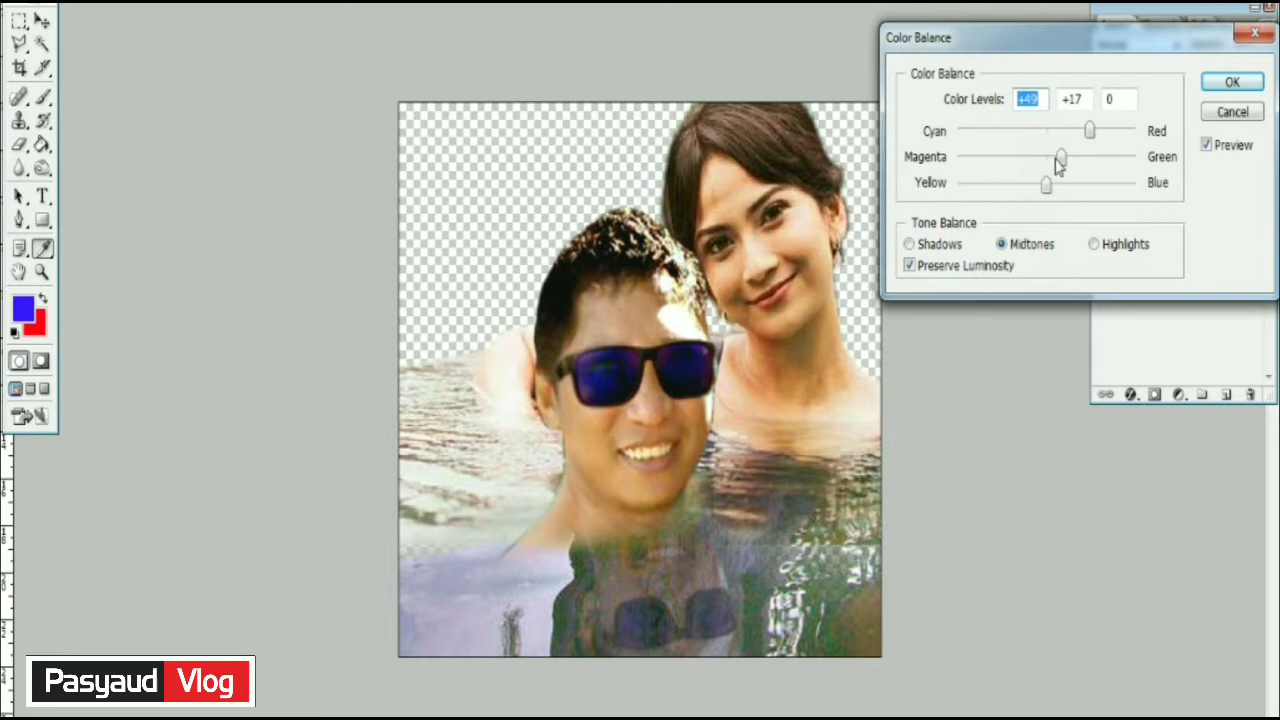 Color Balance
Color Balance
Color Levels: +49 +17 0
OK
Cyan Red
Cancel
Magenta Green
Preview
Yellow Blue
Tone Balance
Shadows Midtones Highlights
Preserve Luminosity
Pasyaud Vlog